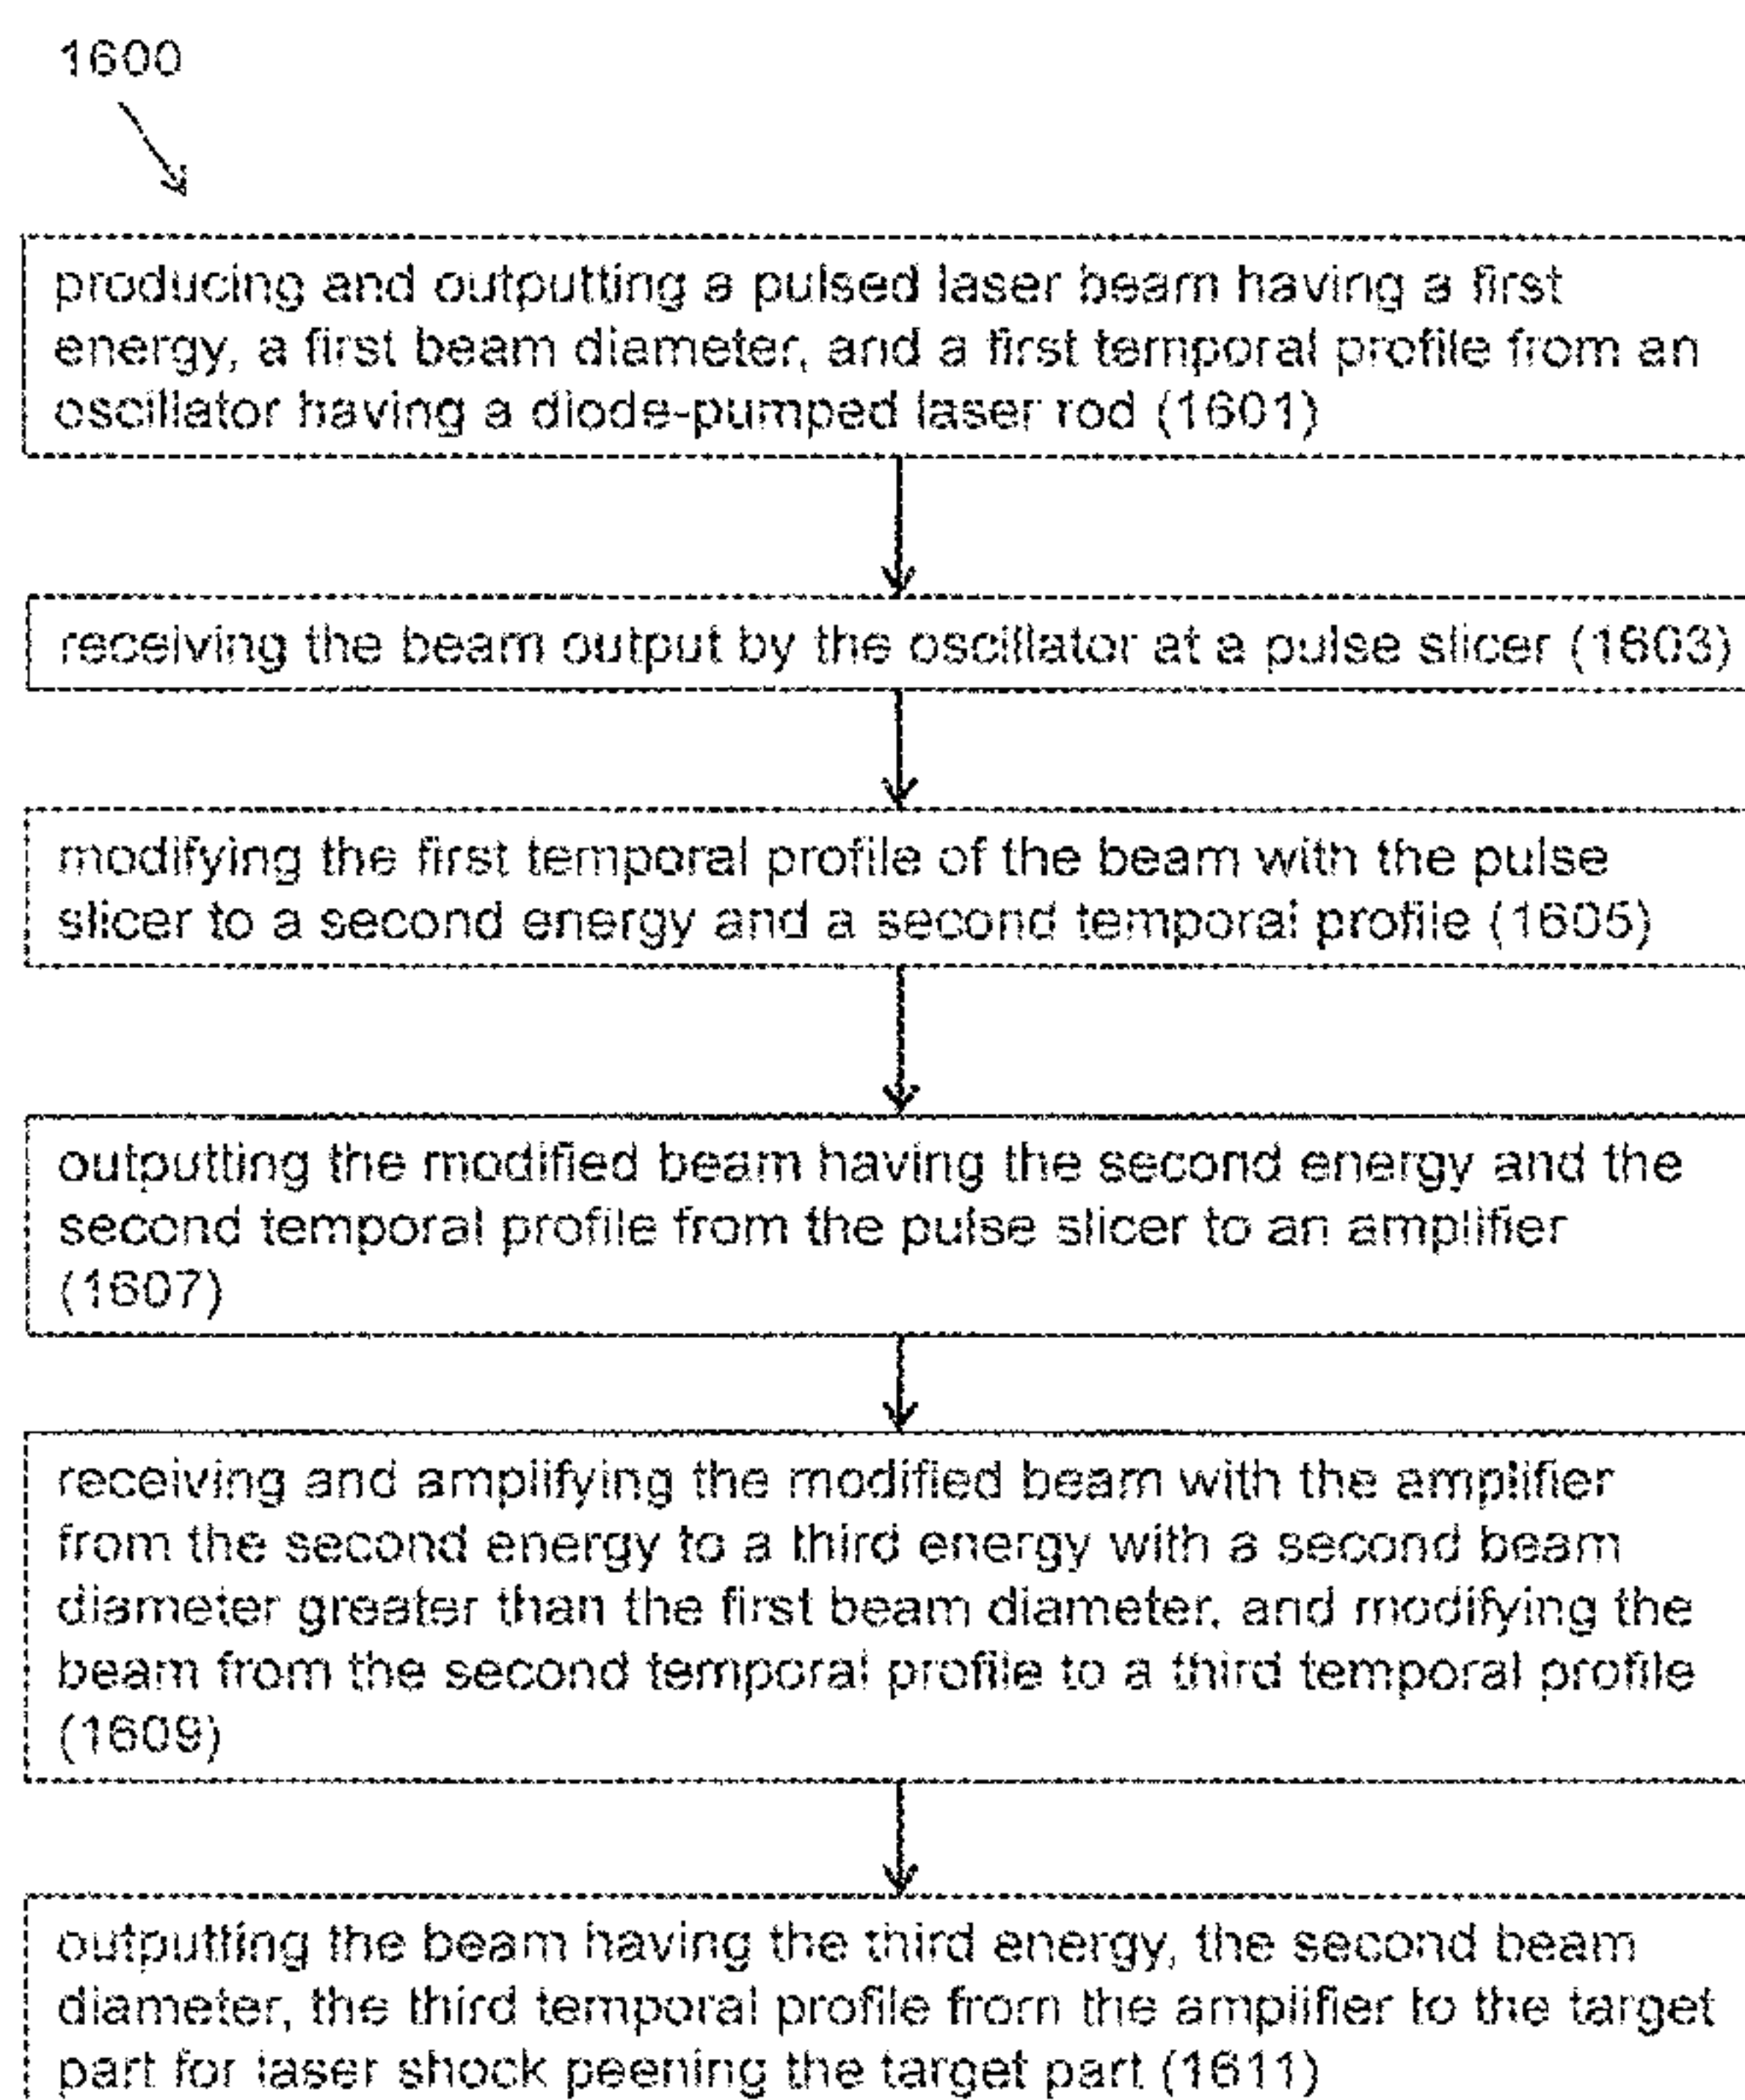 1600
producing and outputting a pulsed laser beam having a first
energy, a first beam diameter, and a first temporal profile from an
oscillator having a diode-pumped laser rod (1601)
receiving the beam output by the oscillator at a pulse slicer (1603)
modifying the first temporal profile of the beam with the pulse
slicer to a second energy and a second temporal profile (1605)
outputting the modified beam having the second energy and the
second temporal profile from the pulse slicer to an amplifier
(1607)
receiving and amplifying the modified beam with the amplifier
from the second energy to a third energy with a second beam
diameter greater than the first beam diameter, and modifying the
beam from the second temporal profile to a third temporal profile
(1609)
outputting the beam having the third energy, the second beam
diameter, the third temporal profile from the amplifier to the target
part for laser shock peening the target part (1611)